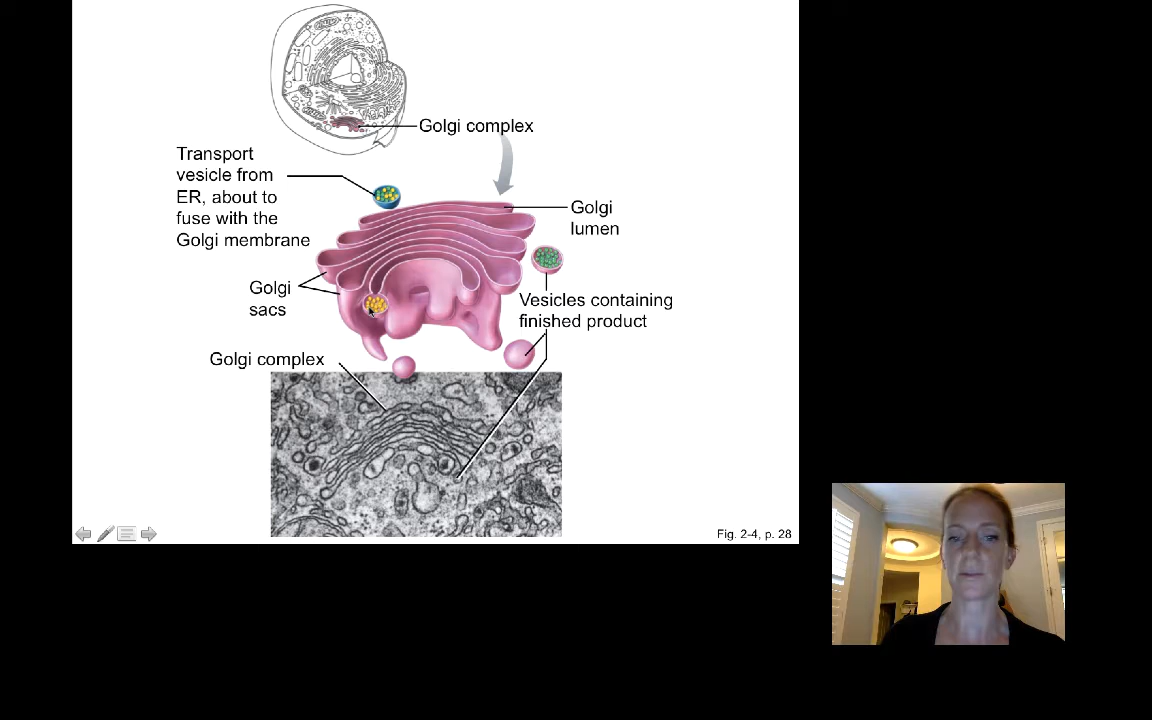 Golgi complex
Transport
vesicle from
ER, about to
fuse with the
Golgi membrane
Golgi
lumen
Golgi
sacs
Vesicles containing
finished product
Golgi complex
Fig. 2-4, p. 28